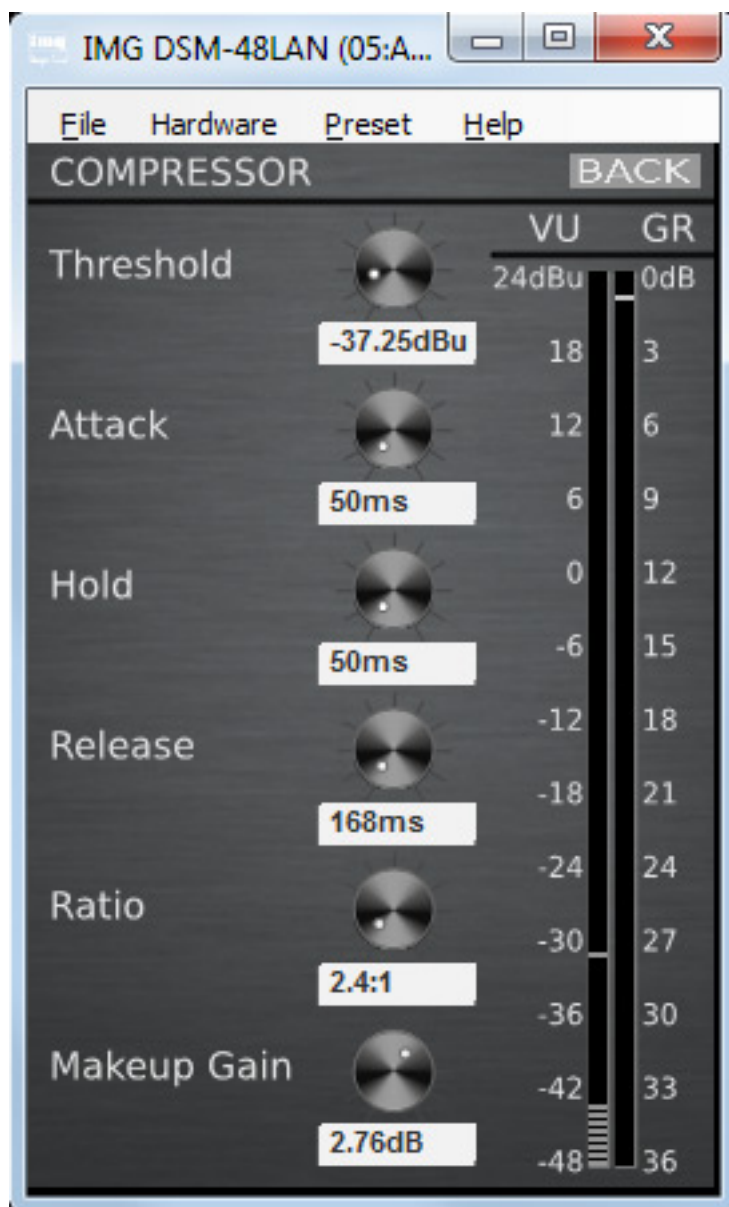 IMG DSM-48LAN (05:A...
File Hardware Preset Help
COMPRESSOR BACK
VU GR
Threshold
-37.25dBu
Attack
50ms
Hold
50ms
Release
168ms
Ratio
2.4:1
Makeup Gain
2.76dB
24dBu 0dB
18 3
12 6
6 9
0 12
-6 15
-12 18
-18 21
-24 24
-30 27
-36 30
-42 33
-48 36